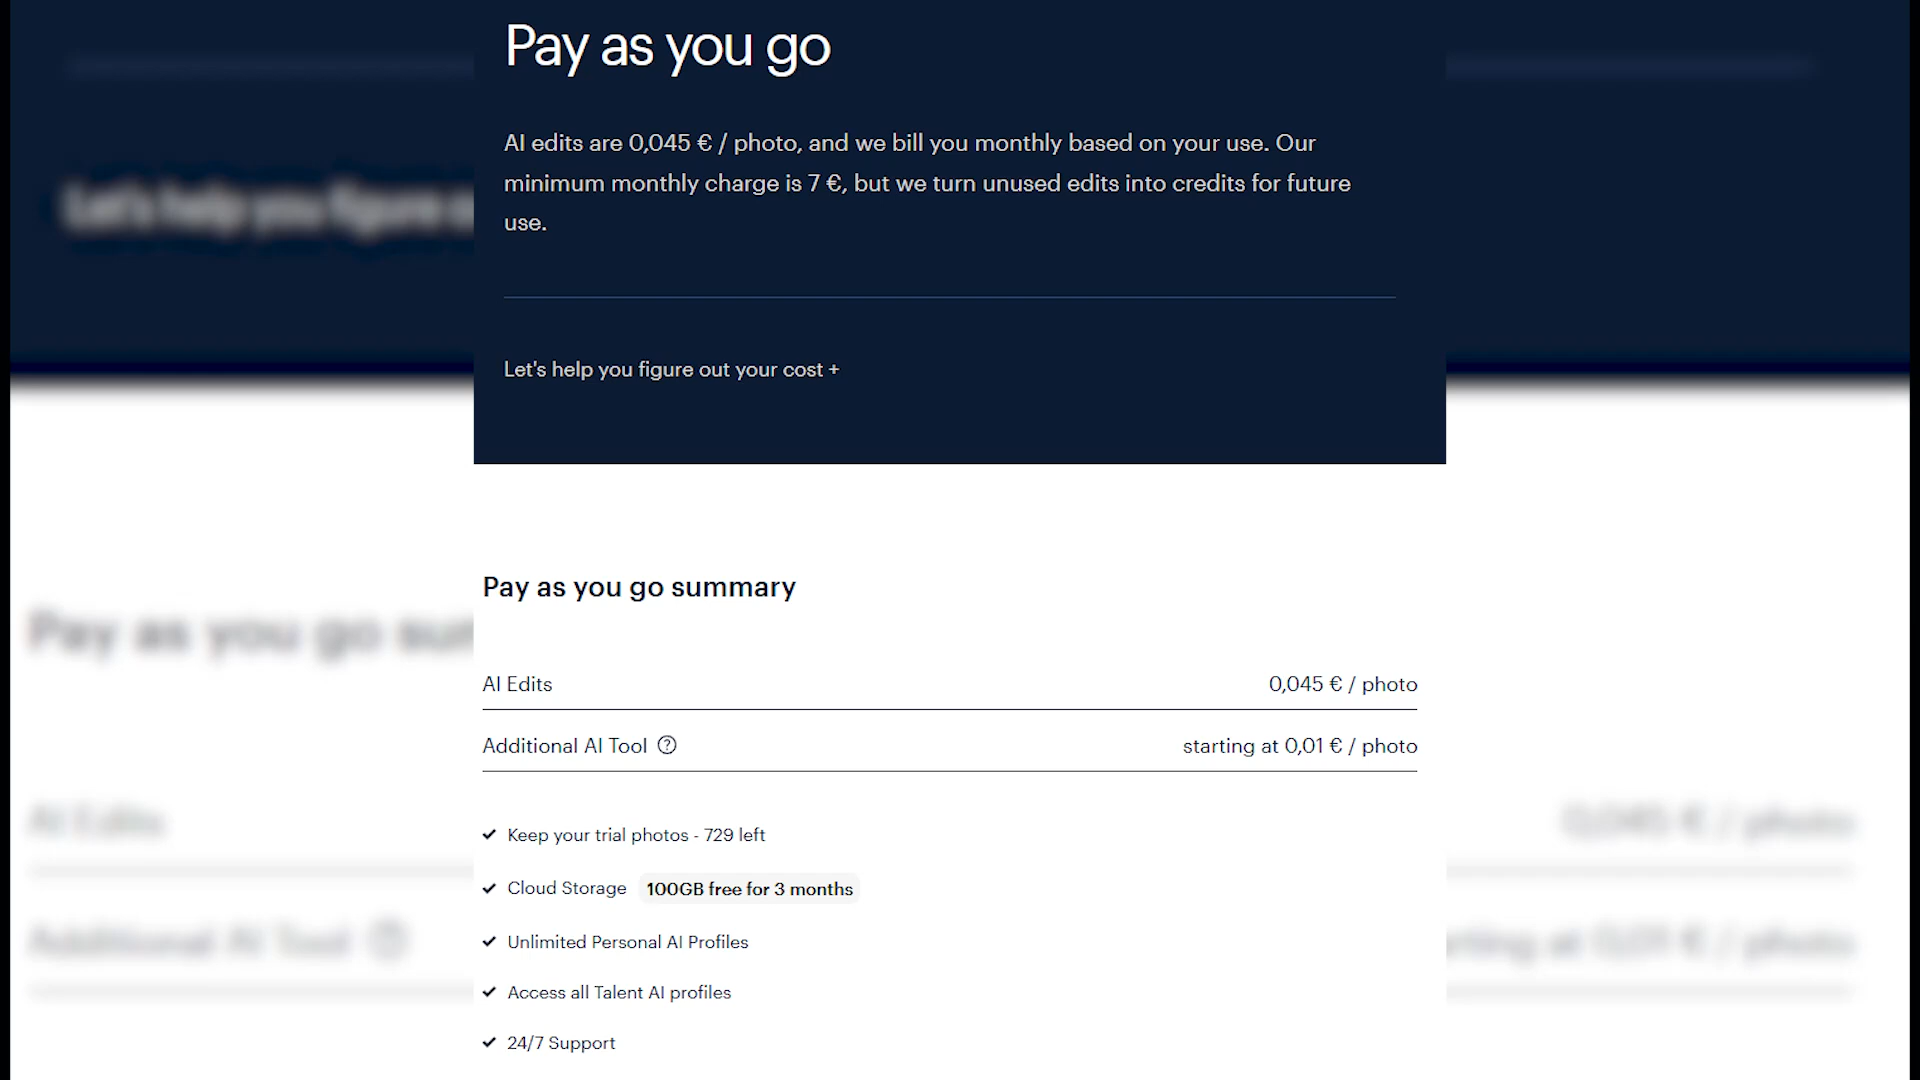 Pay as you go
AI edits are 0,045 € / photo, and we bill you monthly based on your use. Our
minimum monthly charge is 7 €, but we turn unused edits into credits for future
use.
Let's help you figure out your cost +
Pay as you go summary
AI Edits 0,045 € / photo
Additional AI Tool ? starting at 0,01 € / photo
Keep your trial photos - 729 left
Cloud Storage 100GB free for 3 months
Unlimited Personal AI Profiles
Access all Talent AI profiles
24/7 Support